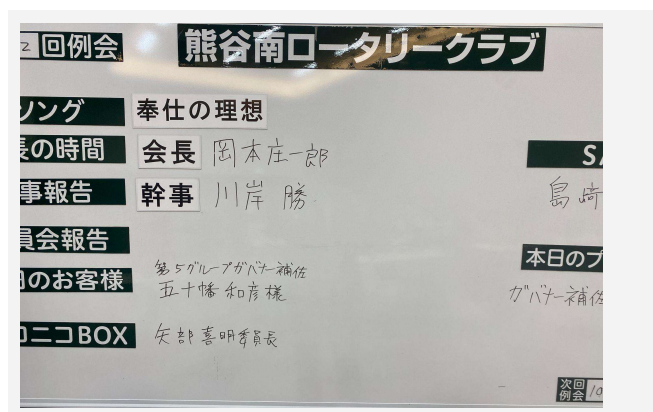 回例会 熊谷南ロータリークラブ
ソング 奉仕の理想
長の時間 会長 岡本庄一郎
事報告 幹事 川岸 勝 島崎
員会報告
のお客様 第5グループガバナー補佐
五十幡和彦様
本日のプ
ガバナー補佐
ニコBOX 矢部喜明委員長
次回
例会 10